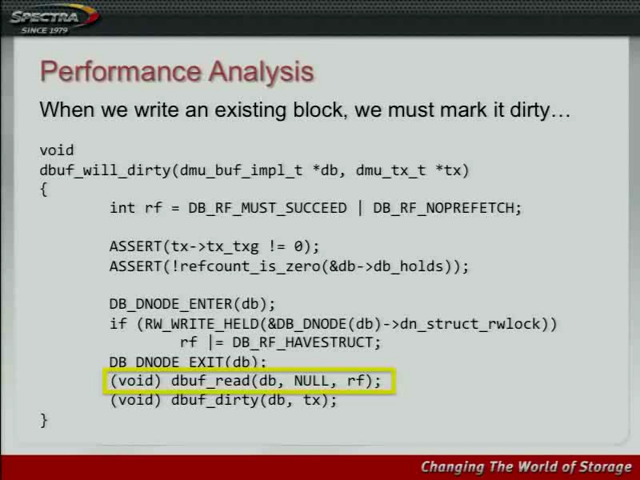 SPECTRA
SINCE 1979
Performance Analysis
When we write an existing block, we must mark it dirty…
void
dbuf_will_dirty(dmu_buf_impl_t *db, dmu_tx_t *tx)
{
int rf = DB_RF_MUST_SUCCEED | DB_RF_NOPREFETCH;
ASSERT(tx->tx_txg != 0);
ASSERT(!refcount_is_zero(&db->db_holds));
DB_DNODE_ENTER(db);
if (RW_WRITE_HELD(&DB_DNODE(db)->dn_struct_rwlock))
rf |= DB_RF_HAVESTRUCT;
DB_DNODE_EXIT(db);
(void) dbuf_read(db, NULL, rf);
(void) dbuf_dirty(db, tx);
}
Changing The World of Storage